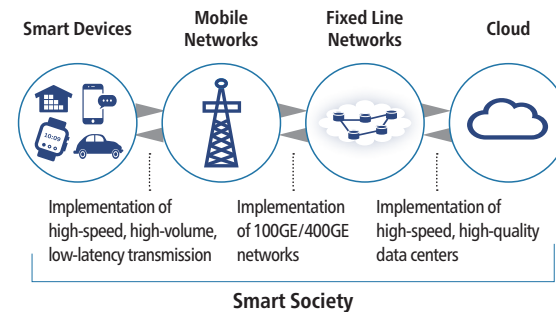 Smart Devices
Mobile
Networks
Fixed Line
Networks
Cloud
10:09
Implementation of
high-speed, high-volume,
low-latency transmission
Implementation
of 100GE/400GE
networks
Implementation of
high-speed, high-quality
data centers
Smart Society